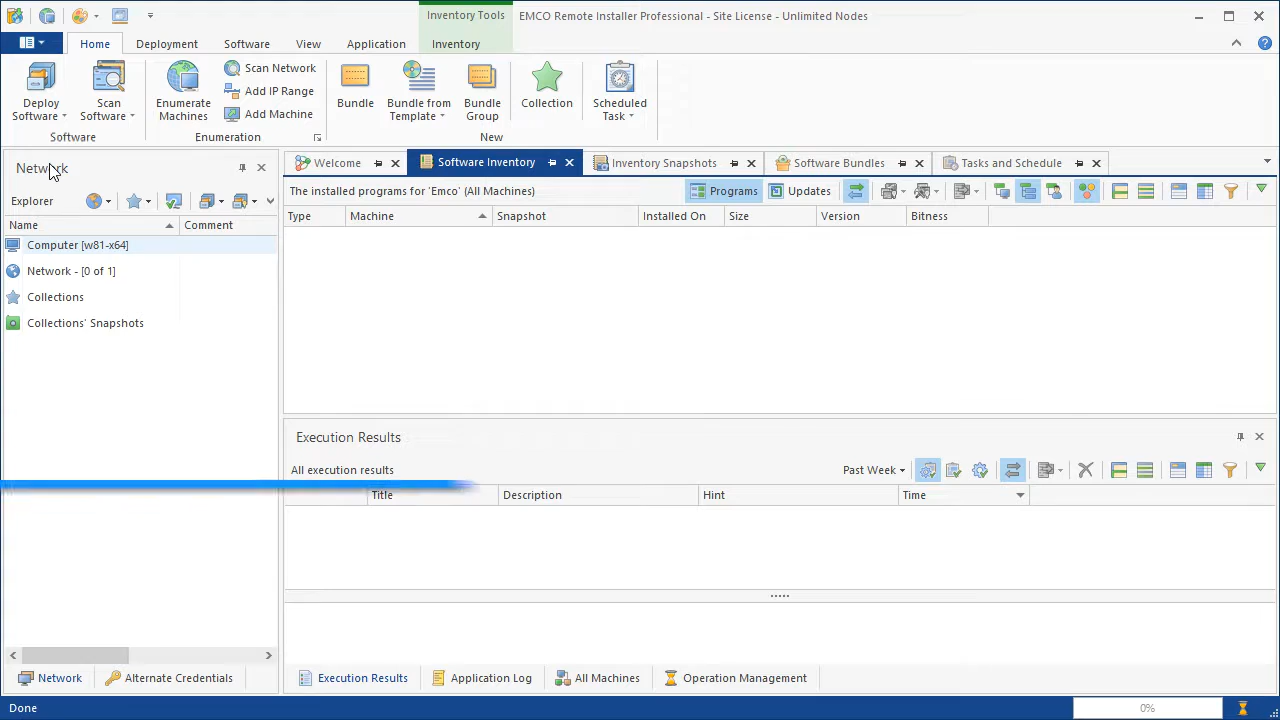 Inventory Tools
EMCO Remote Installer Professional - Site License - Unlimited Nodes
Home
Deployment
Software
View
Application
Inventory
Deploy
Software
Scan
Software
Software
Enumerate
Machines
Scan Network
Add IP Range
Add Machine
Enumeration
Bundle
Bundle from
Template
Bundle
Group
Collection
Scheduled
Task
New
Network
Explorer
Name
Comment
Computer [w81-x64]
Network - [0 of 1]
Collections
Collections' Snapshots
Network
Alternate Credentials
Welcome
Software Inventory
Inventory Snapshots
Software Bundles
Tasks and Schedule
The installed programs for 'Emco' (All Machines)
Programs
Updates
Type
Machine
Snapshot
Installed On
Size
Version
Bitness
Execution Results
All execution results
Past Week
Title
Description
Hint
Time
Execution Results
Application Log
All Machines
Operation Management
Done
0%